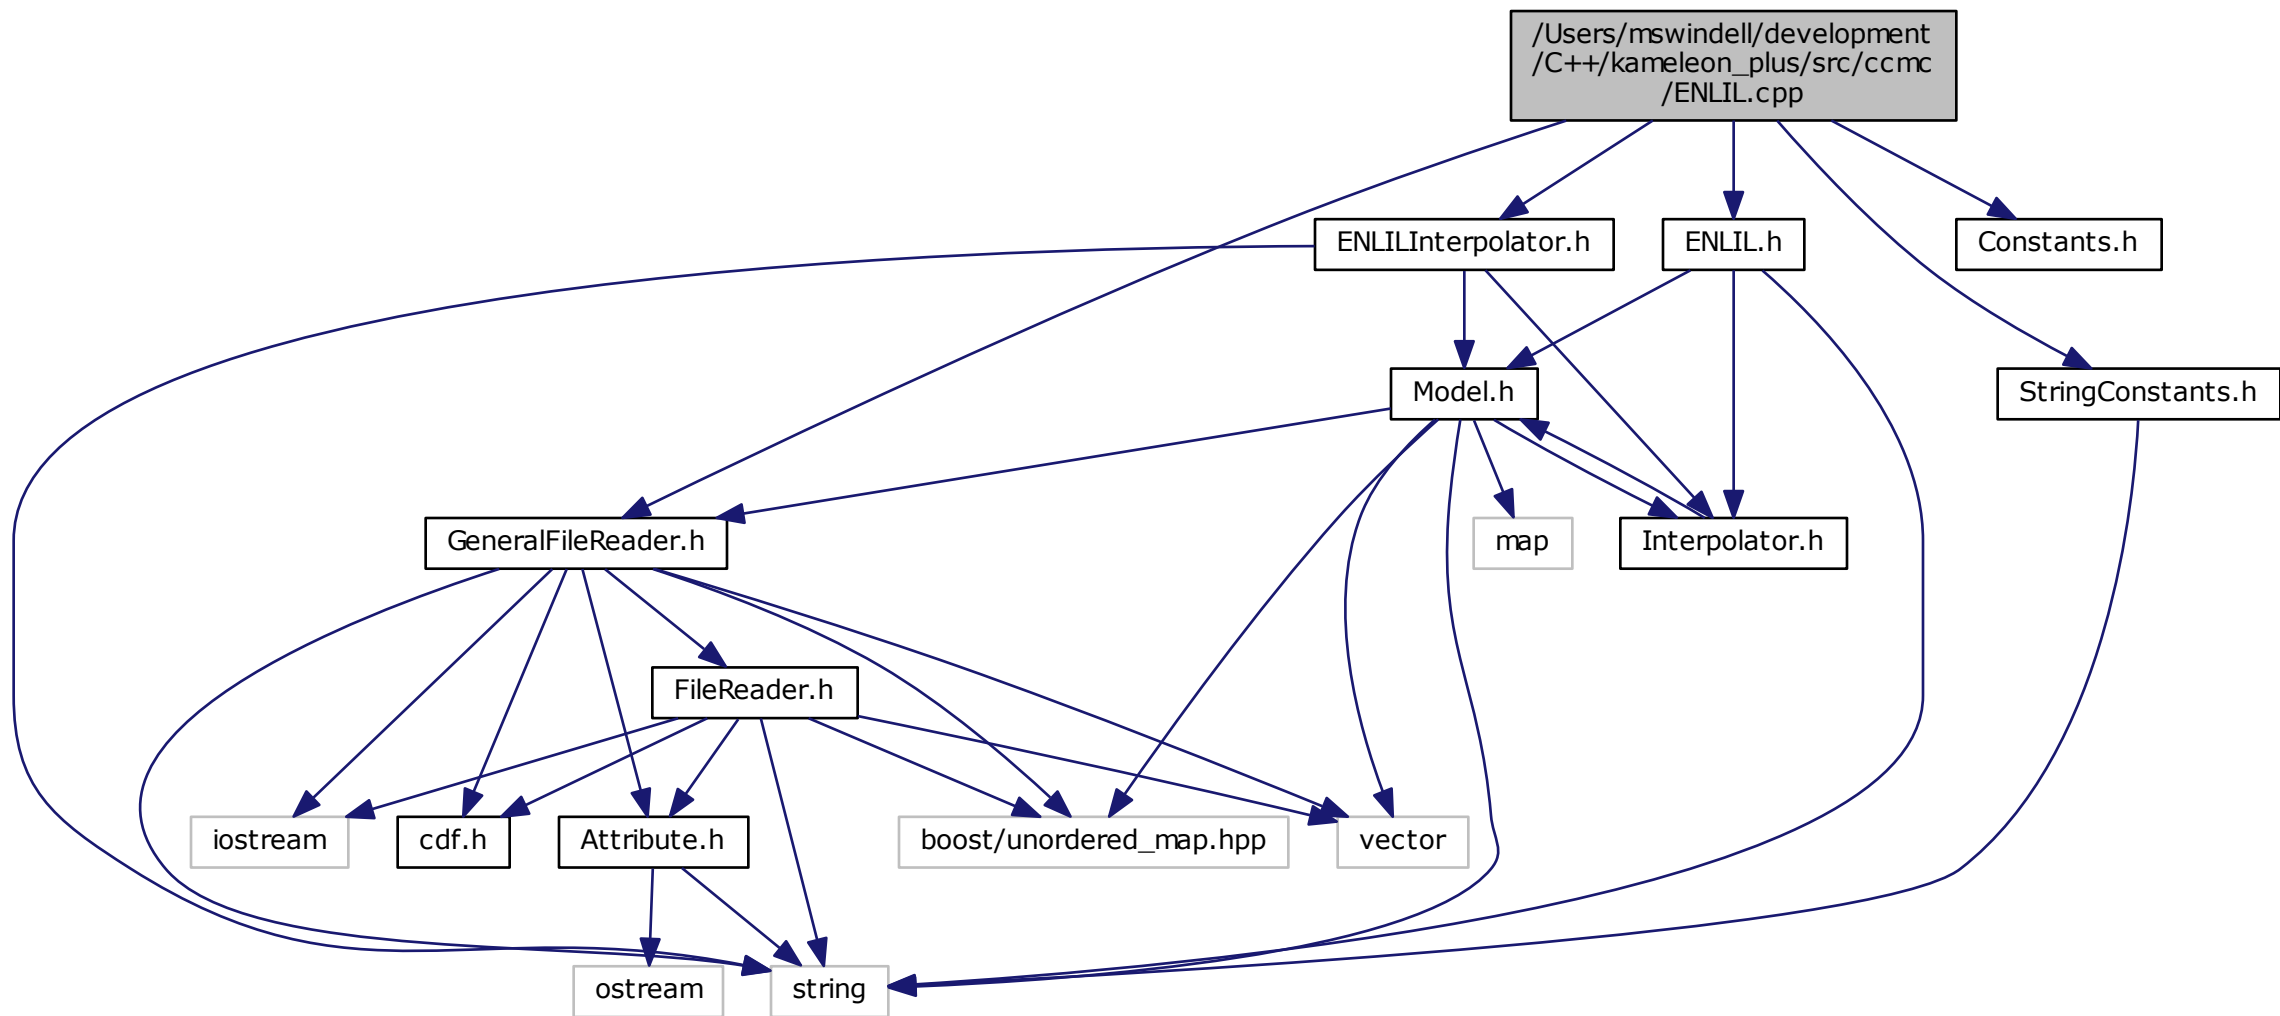 /Users/mswindell/development
/C++/kameleon_plus/src/ccmc
/ENLIL.cpp
ENLILInterpolator.h
ENLIL.h
Constants.h
Model.h
StringConstants.h
GeneralFileReader.h
map
Interpolator.h
FileReader.h
iostream
cdf.h
Attribute.h
boost/unordered_map.hpp
vector
ostream
string